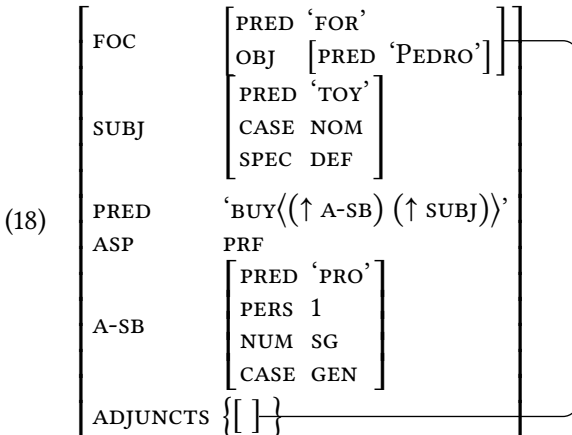 FOC [PRED ‘FOR’
OBJ [PRED ‘PEDRO’]]
SUBJ [PRED ‘TOY’
CASE NOM
SPEC DEF]
(18) PRED ‘BUY⟨(↑ A-SB) (↑ SUBJ)⟩’
ASP PRF
A-SB [PRED ‘PRO’
PERS 1
NUM SG
CASE GEN]
ADJUNCTS {[ ]}